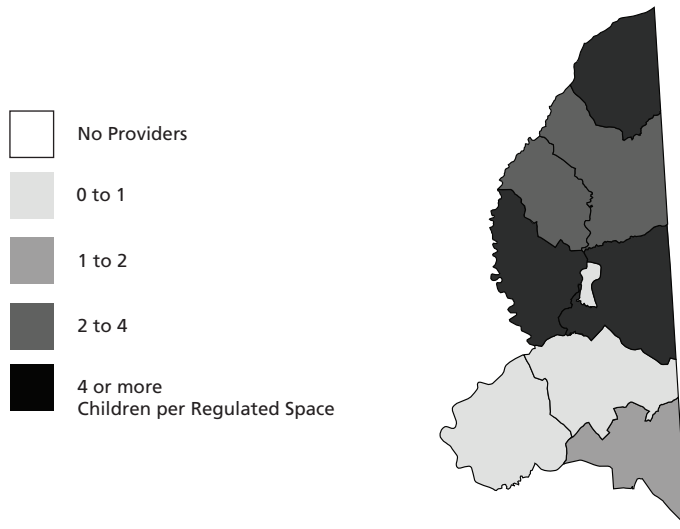 No Providers
0 to 1
1 to 2
2 to 4
4 or more
Children per Regulated Space